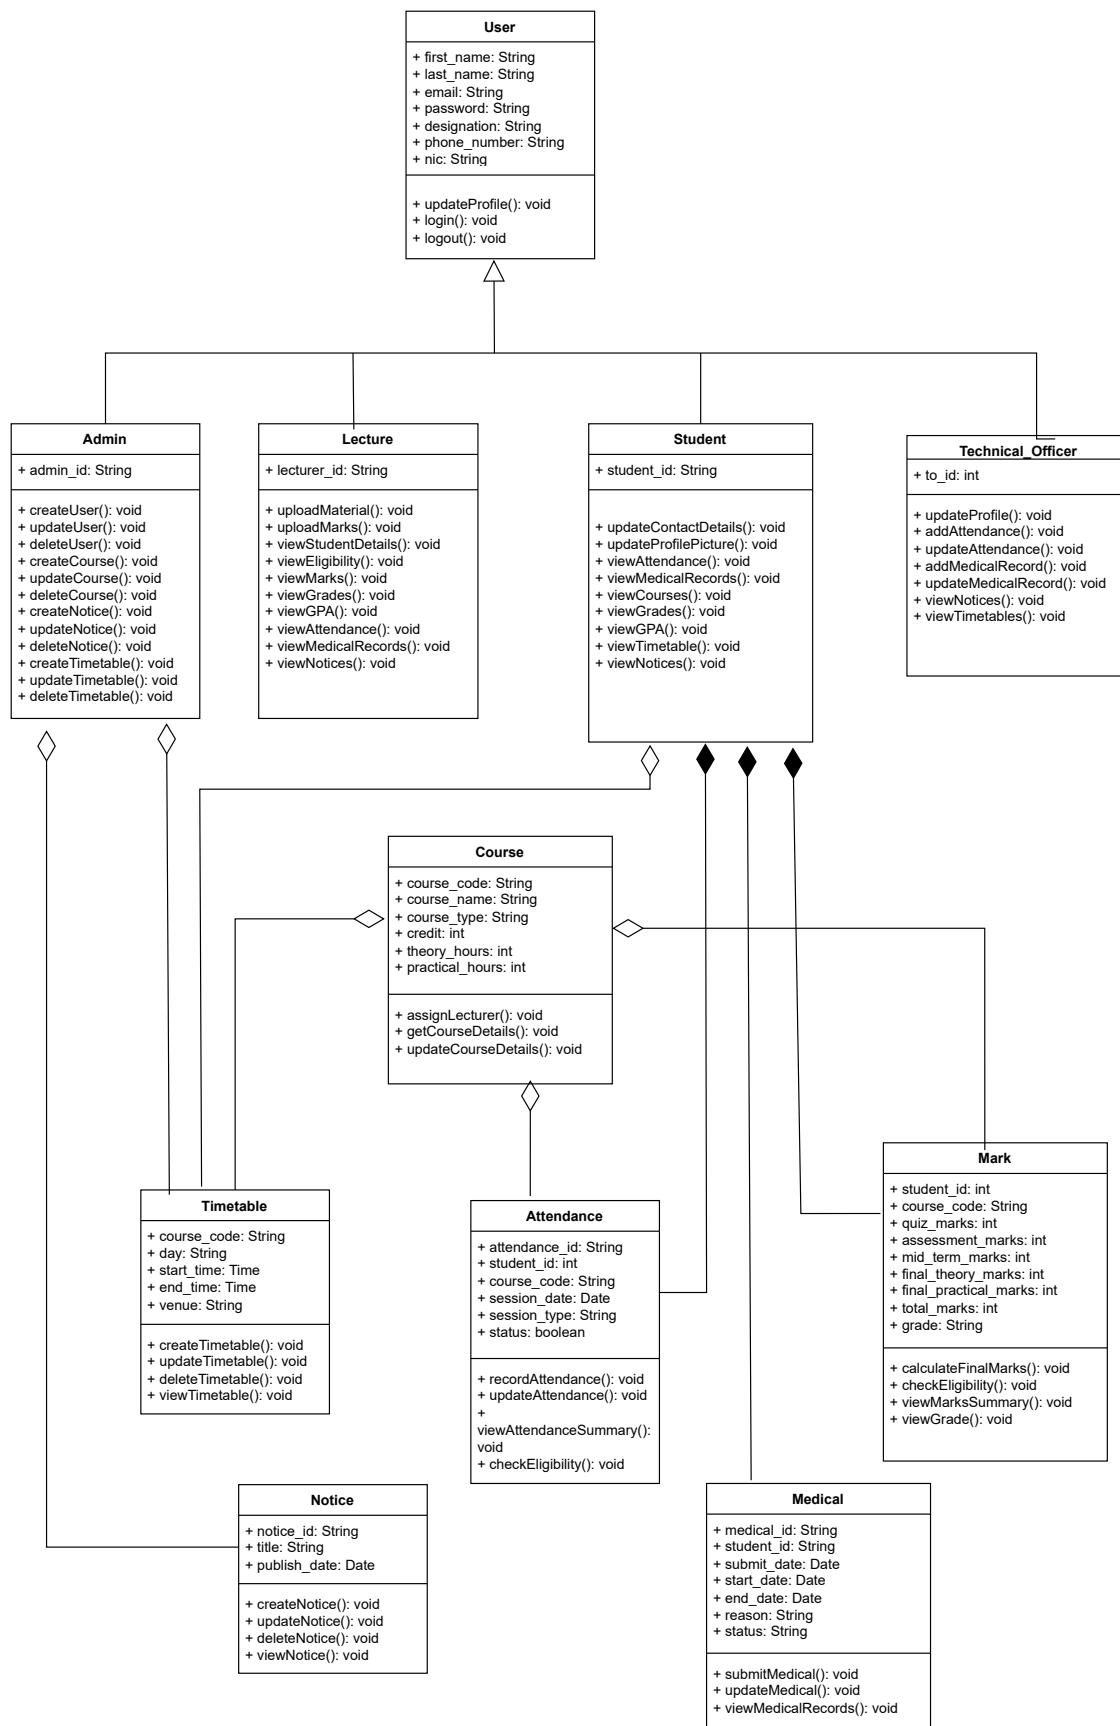 User
+ first_name: String
+ last_name: String
+ email: String
+ password: String
+ designation: String
+ phone_number: String
+ nic: String
+ updateProfile(): void
+ login(): void
+ logout(): void
Admin
+ admin_id: String
+ createUser(): void
+ updateUser(): void
+ deleteUser(): void
+ createCourse(): void
+ updateCourse(): void
+ deleteCourse(): void
+ createNotice(): void
+ updateNotice(): void
+ deleteNotice(): void
+ createTimetable(): void
+ updateTimetable(): void
+ deleteTimetable(): void
Lecture
+ lecturer_id: String
+ uploadMaterial(): void
+ uploadMarks(): void
+ viewStudentDetails(): void
+ viewEligibility(): void
+ viewMarks(): void
+ viewGrades(): void
+ viewGPA(): void
+ viewAttendance(): void
+ viewMedicalRecords(): void
+ viewNotices(): void
Student
+ student_id: String
+ updateContactDetails(): void
+ updateProfilePicture(): void
+ viewAttendance(): void
+ viewMedicalRecords(): void
+ viewCourses(): void
+ viewGrades(): void
+ viewGPA(): void
+ viewTimetable(): void
+ viewNotices(): void
Technical_Officer
+ to_id: int
+ updateProfile(): void
+ addAttendance(): void
+ updateAttendance(): void
+ addMedicalRecord(): void
+ updateMedicalRecord(): void
+ viewNotices(): void
+ viewTimetables(): void
Course
+ course_code: String
+ course_name: String
+ course_type: String
+ credit: int
+ theory_hours: int
+ practical_hours: int
+ assignLecturer(): void
+ getCourseDetails(): void
+ updateCourseDetails(): void
Timetable
+ course_code: String
+ day: String
+ start_time: Time
+ end_time: Time
+ venue: String
+ createTimetable(): void
+ updateTimetable(): void
+ deleteTimetable(): void
+ viewTimetable(): void
Attendance
+ attendance_id: String
+ student_id: int
+ course_code: String
+ session_date: Date
+ session_type: String
+ status: boolean
+ recordAttendance(): void
+ updateAttendance(): void
+
viewAttendanceSummary():
void
+ checkEligibility(): void
Mark
+ student_id: int
+ course_code: String
+ quiz_marks: int
+ assessment_marks: int
+ mid_term_marks: int
+ final_theory_marks: int
+ final_practical_marks: int
+ total_marks: int
+ grade: String
+ calculateFinalMarks(): void
+ checkEligibility(): void
+ viewMarksSummary(): void
+ viewGrade(): void
Notice
+ notice_id: String
+ title: String
+ publish_date: Date
+ createNotice(): void
+ updateNotice(): void
+ deleteNotice(): void
+ viewNotice(): void
Medical
+ medical_id: String
+ student_id: String
+ submit_date: Date
+ start_date: Date
+ end_date: Date
+ reason: String
+ status: String
+ submitMedical(): void
+ updateMedical(): void
+ viewMedicalRecords(): void